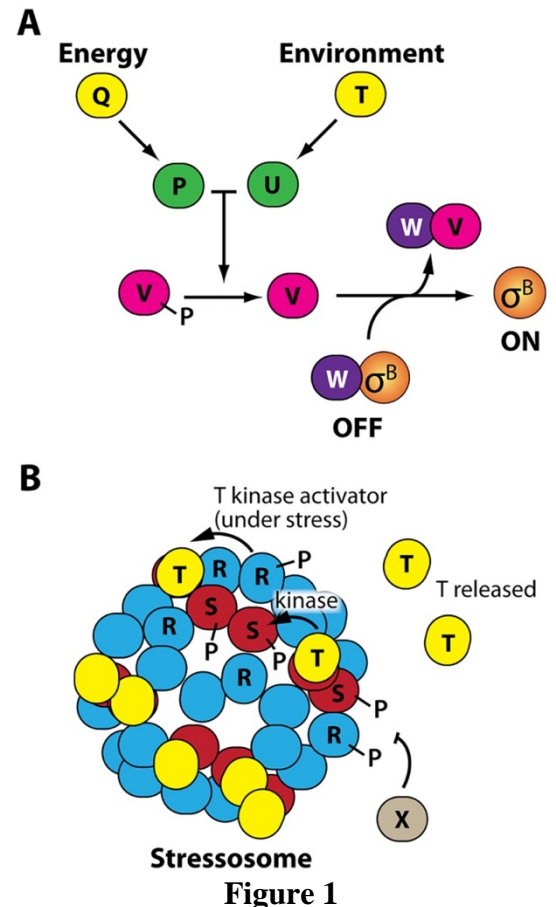 A
Energy
Environment
Q
T
P
U
W V
V
P
V
σB
ON
W σB
OFF
B
T kinase activator
(under stress)
P
T
T
R
R
T released
kinase
S
R
S
T
P
P
T
R
S
P
R
P
X
Stressosome
Figure 1